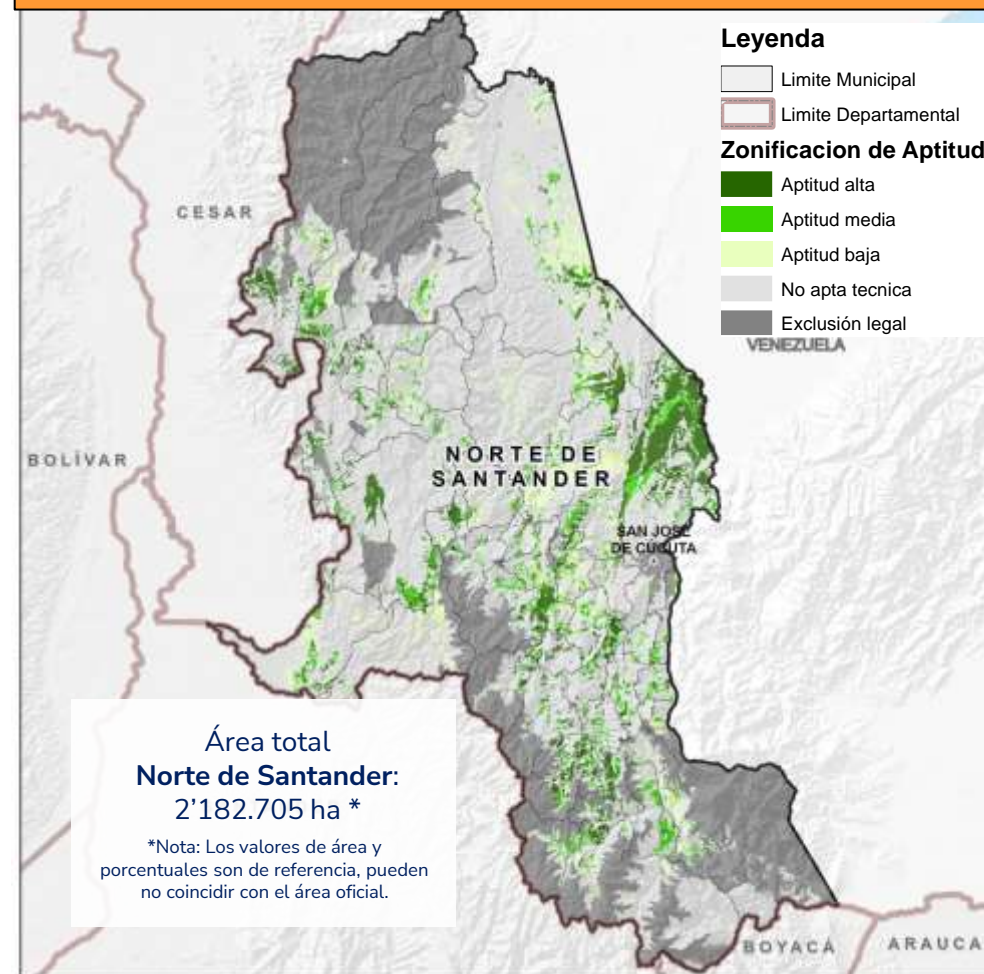 Leyenda
Limite Municipal
Limite Departamental
Zonificacion de Aptitud
Aptitud alta
Aptitud media
Aptitud baja
No apta tecnica
Exclusión legal
VENEZUELA
CESAR
BOLÍVAR
NORTE DE
SANTANDER
SAN JOSÉ
DE CÚCUTA
Área total
Norte de Santander:
2’182.705 ha *
*Nota: Los valores de área y
porcentuales son de referencia, pueden
no coincidir con el área oficial.
BOYACÁ
ARAUCA